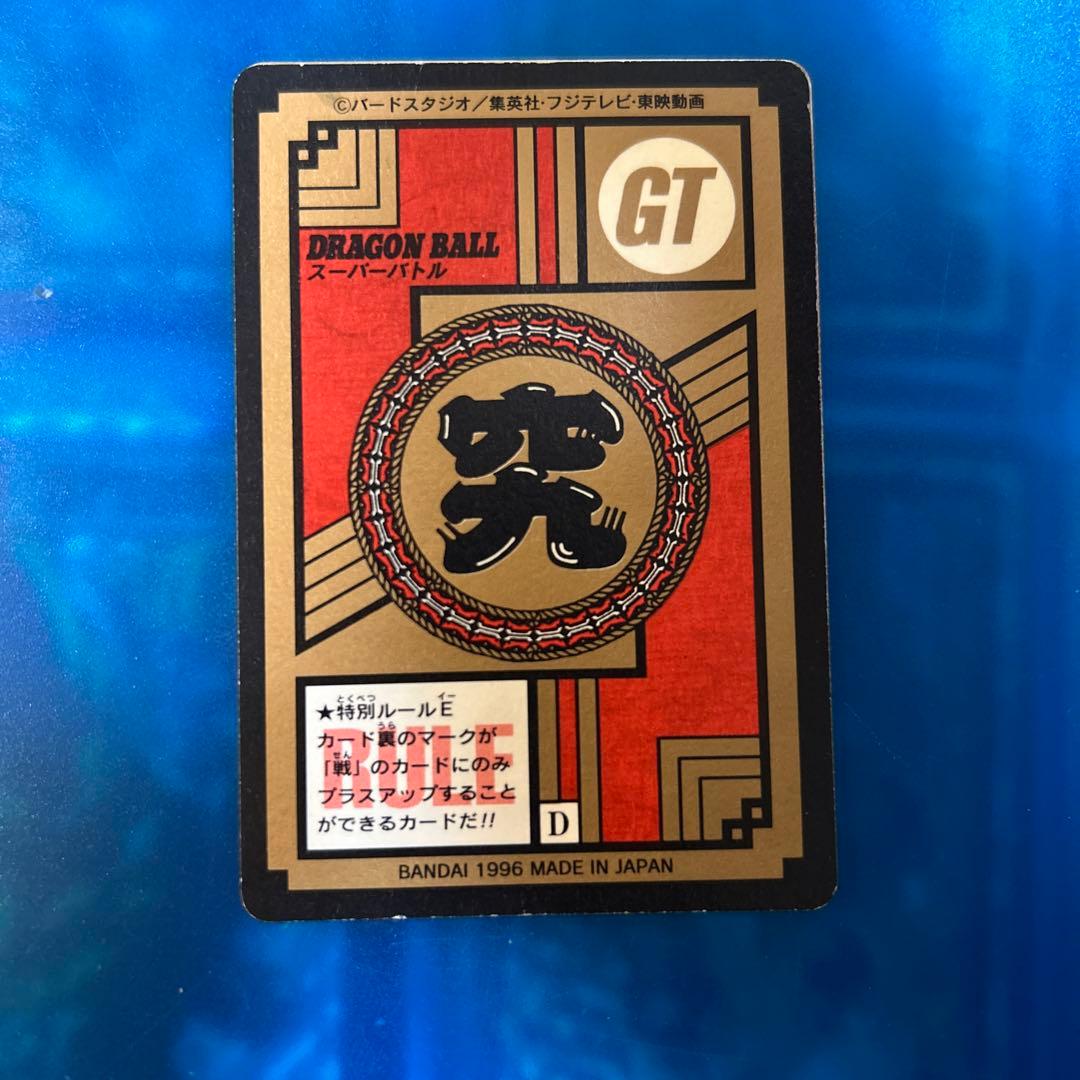 ©バードスタジオ／集英社・フジテレビ・東映動画
GT
DRAGON BALL
スーパーバトル
究
★特別ルールE
カード裏のマークが
「戦」のカードにのみ
プラスアップすること
ができるカードだ!!
RULE
D
BANDAI 1996 MADE IN JAPAN